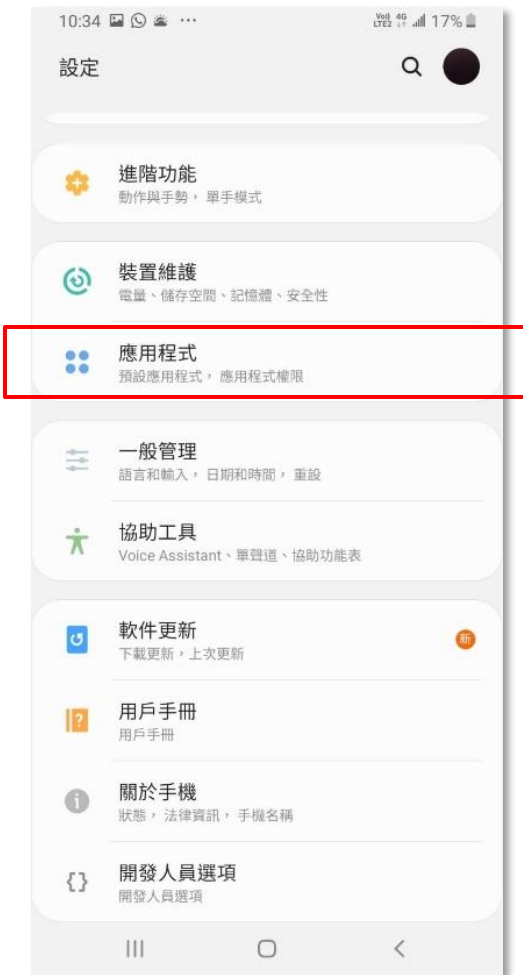 10:34 ... Vo)) 4G LTE2 17%
設定
進階功能
動作與手勢， 單手模式
裝置維護
電量、儲存空間、記憶體、安全性
應用程式
預設應用程式， 應用程式權限
一般管理
語言和輸入， 日期和時間， 重設
協助工具
Voice Assistant、單聲道、協助功能表
軟件更新
新
下載更新，上次更新
用戶手冊
用戶手冊
關於手機
狀態， 法律資訊， 手機名稱
開發人員選項
開發人員選項